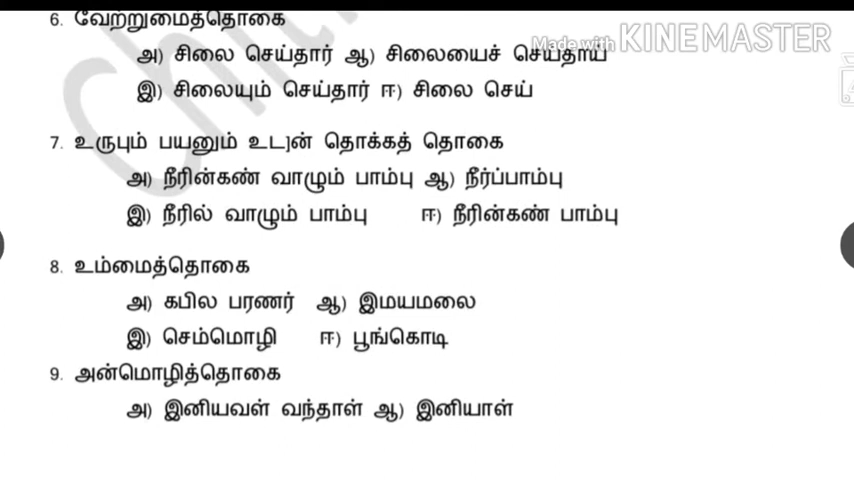 6. வேற்றுமைத்தொகை
Made with KINEMASTER
அ) சிலை செய்தார் ஆ) சிலையைச் செய்தாய்
இ) சிலையும் செய்தார் ஈ) சிலை செய்
7. உருபும் பயனும் உட]ன் தொக்கத் தொகை
அ) நீரின்கண் வாழும் பாம்பு ஆ) நீர்ப்பாம்பு
இ) நீரில் வாழும் பாம்பு ஈ) நீரின்கண் பாம்பு
8. உம்மைத்தொகை
அ) கபில பரணர் ஆ) இமயமலை
இ) செம்மொழி ஈ) பூங்கொடி
9. அன்மொழித்தொகை
அ) இனியவள் வந்தாள் ஆ) இனியாள்